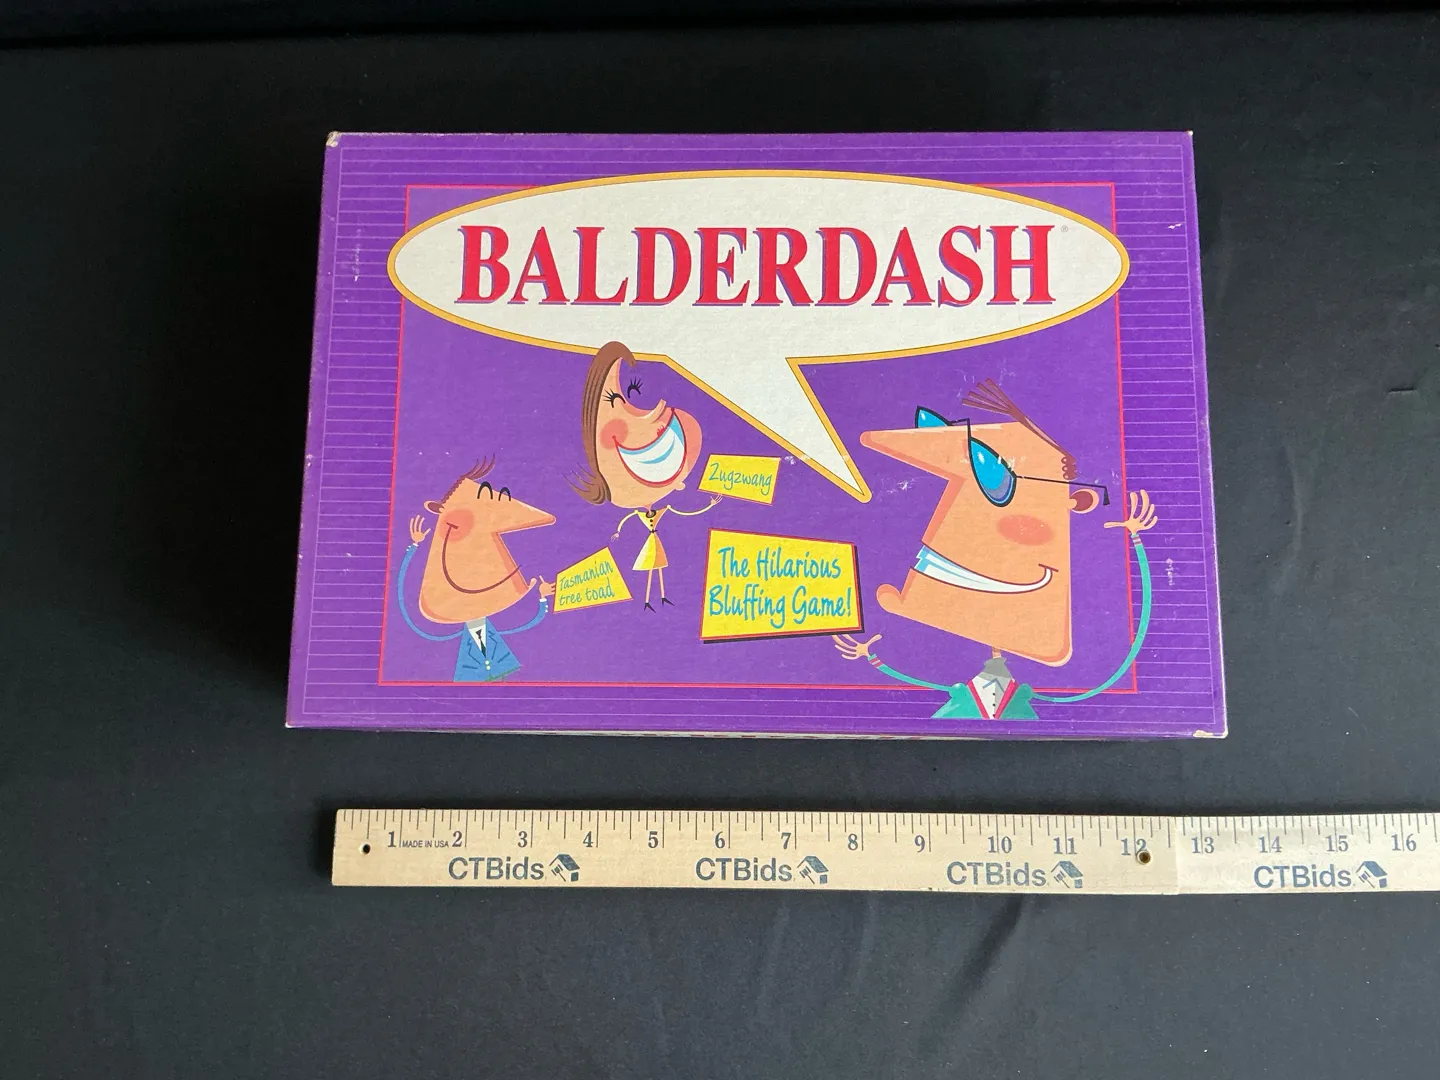 BALDERDASH®
Zugzwang
Tasmanian
tree toad
The Hilarious
Bluffing Game!
1 MADE IN USA 2 3 4 5 6 7 8 9 10 11 12 13 14 15 16
CTBids CTBids CTBids CTBids